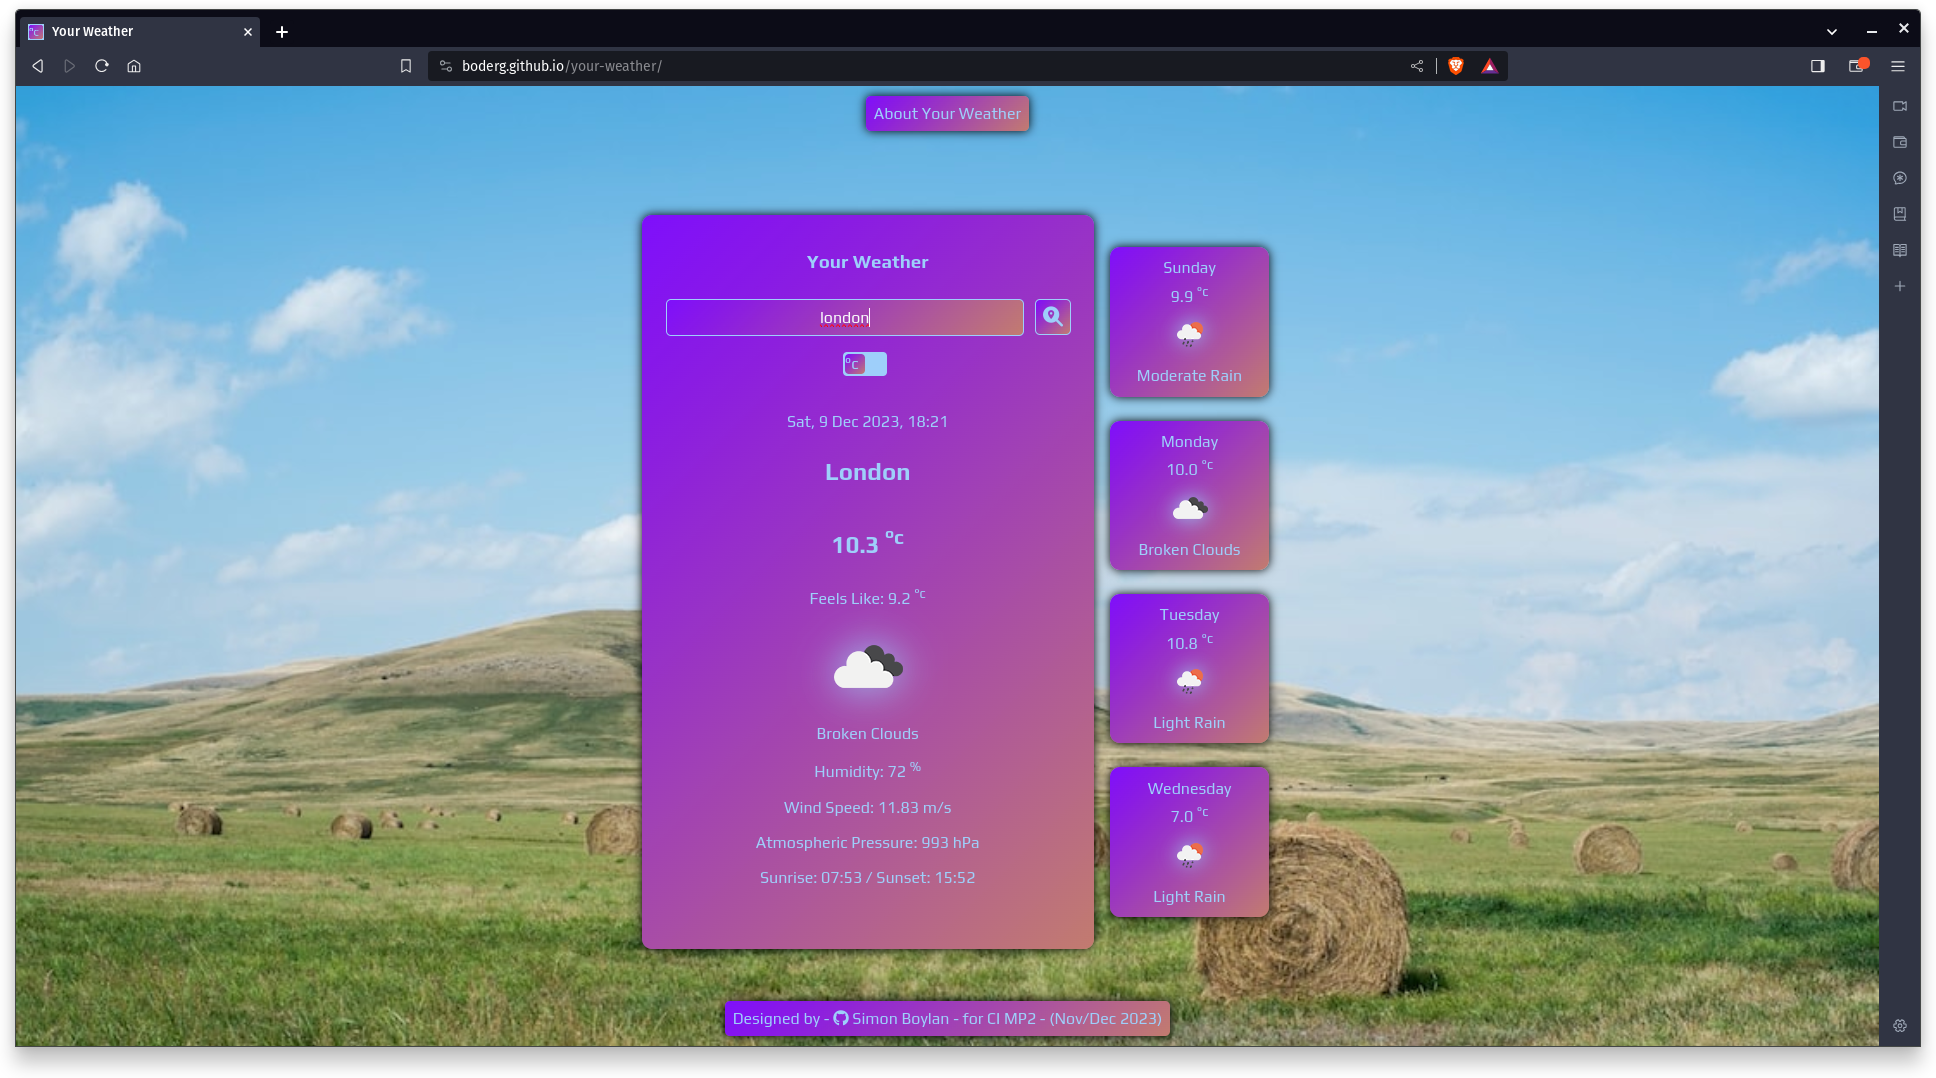 Your Weather
boderg.github.io/your-weather/
About Your Weather
Your Weather
london
°C
Sat, 9 Dec 2023, 18:21
London
10.3 °C
Feels Like: 9.2 °C
Broken Clouds
Humidity: 72 %
Wind Speed: 11.83 m/s
Atmospheric Pressure: 993 hPa
Sunrise: 07:53 / Sunset: 15:52
Sunday
9.9 °C
Moderate Rain
Monday
10.0 °C
Broken Clouds
Tuesday
10.8 °C
Light Rain
Wednesday
7.0 °C
Light Rain
Designed by - Simon Boylan - for CI MP2 - (Nov/Dec 2023)